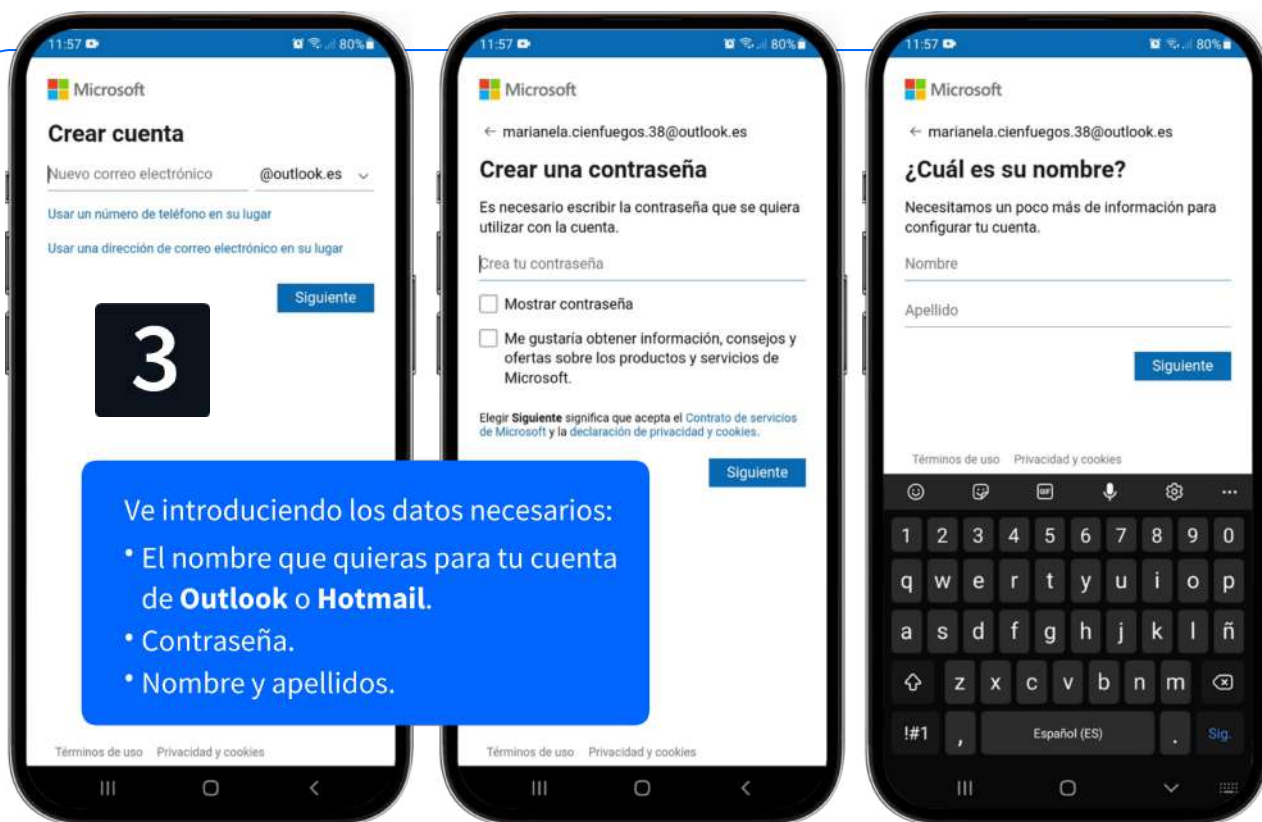 11:57
80%
Microsoft
Crear cuenta
Nuevo correo electrónico @outlook.es
Usar un número de teléfono en su lugar
Usar una dirección de correo electrónico en su lugar
Siguiente
3
Términos de uso Privacidad y cookies
11:57
80%
Microsoft
← marianela.cienfuegos.38@outlook.es
Crear una contraseña
Es necesario escribir la contraseña que se quiera
utilizar con la cuenta.
Crea tu contraseña
Mostrar contraseña
Me gustaría obtener información, consejos y
ofertas sobre los productos y servicios de
Microsoft.
Elegir Siguiente significa que acepta el Contrato de servicios
de Microsoft y la declaración de privacidad y cookies.
Siguiente
Términos de uso Privacidad y cookies
Ve introduciendo los datos necesarios:
• El nombre que quieras para tu cuenta
de Outlook o Hotmail.
• Contraseña.
• Nombre y apellidos.
11:57
80%
Microsoft
← marianela.cienfuegos.38@outlook.es
¿Cuál es su nombre?
Necesitamos un poco más de información para
configurar tu cuenta.
Nombre
Apellido
Siguiente
Términos de uso Privacidad y cookies
GIF
1 2 3 4 5 6 7 8 9 0
q w e r t y u i o p
a s d f g h j k l ñ
z x c v b n m
!#1 , Español (ES) . Sig.